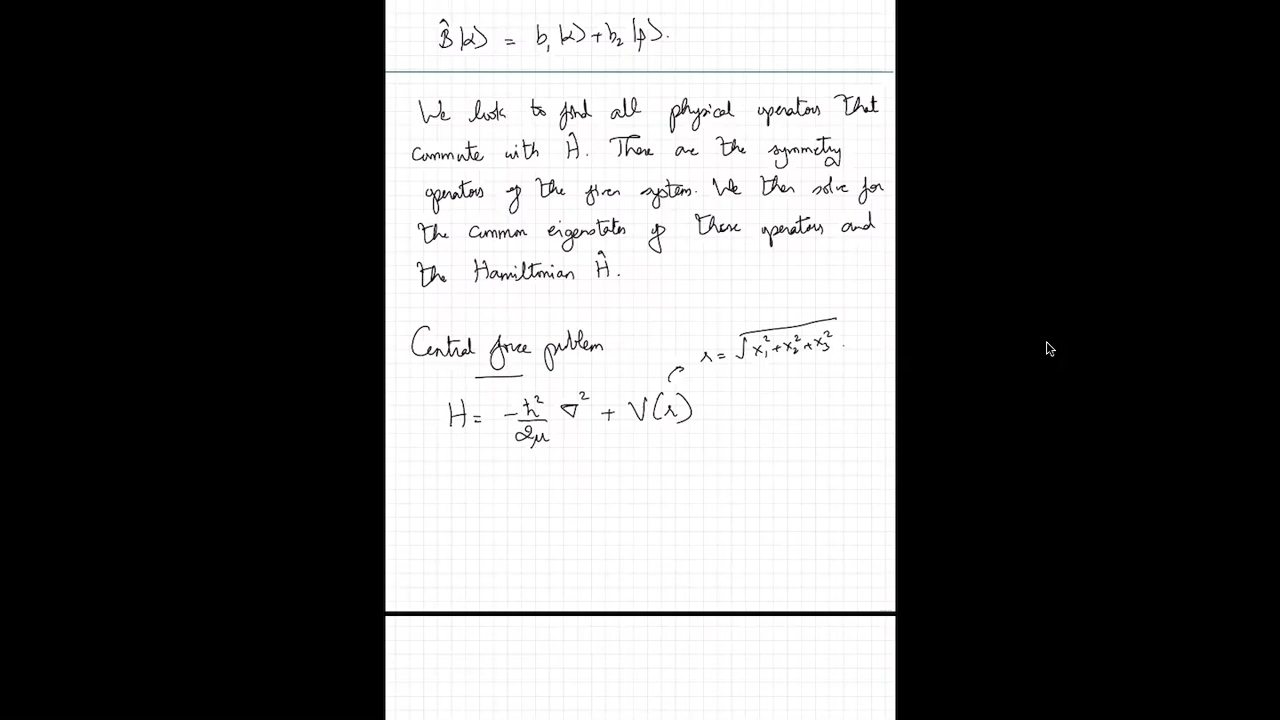 B̂|α⟩ = b₁|α⟩ + b₂|β⟩.
We look to find all physical operators that
commute with Ĥ. These are the symmetry
operators of the given system. We then solve for
the common eigenstates of these operators and
the Hamiltonian Ĥ.
Central force problem
r = √(x₁² + x₂² + x₃²).
H = -ħ²/2μ ∇² + V(r)